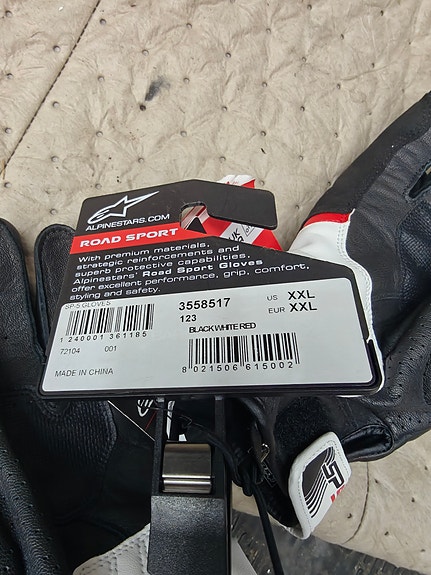 ALPINESTARS.COM
ROAD SPORT
With premium materials,
strategic reinforcements and
superb protective capabilities,
Alpinestars' Road Sport Gloves
offer excellent performance, grip, comfort,
styling and safety.
SP-5 GLOVES
1 240001 361185
72104 001
MADE IN CHINA
3558517
123
BLACK WHITE RED
US XXL
EUR XXL
8 021506 615002
SP